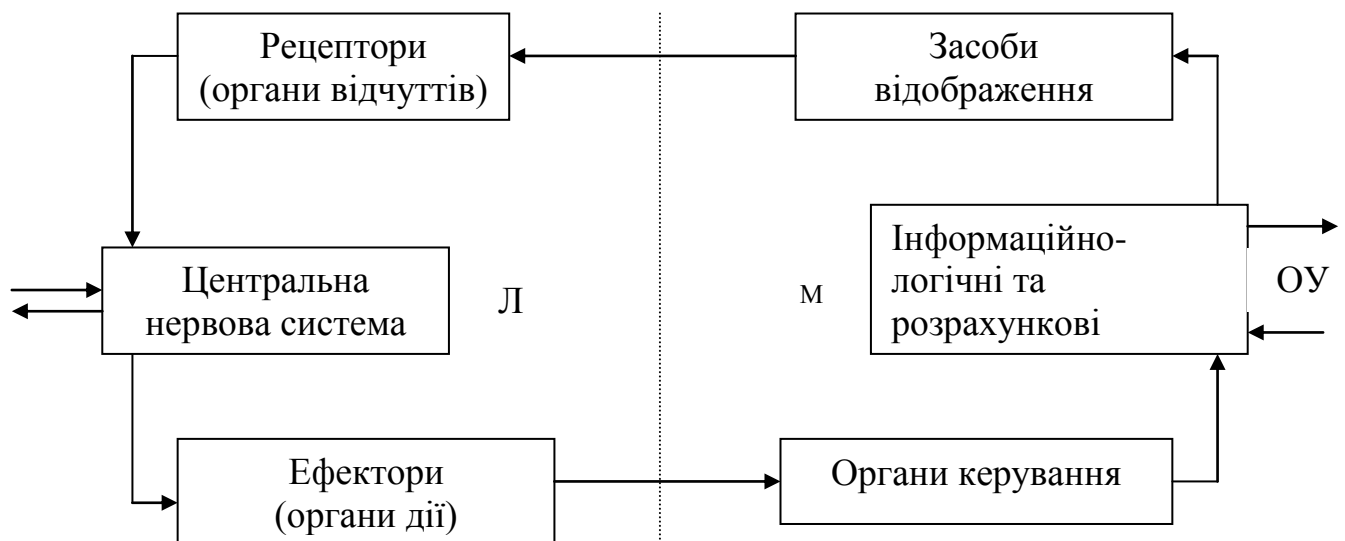 Рецептори
(органи відчуттів)
Засоби
відображення
Центральна
нервова система
Л
М
Інформаційно-
логічні та
розрахункові
ОУ
Ефектори
(органи дії)
Органи керування